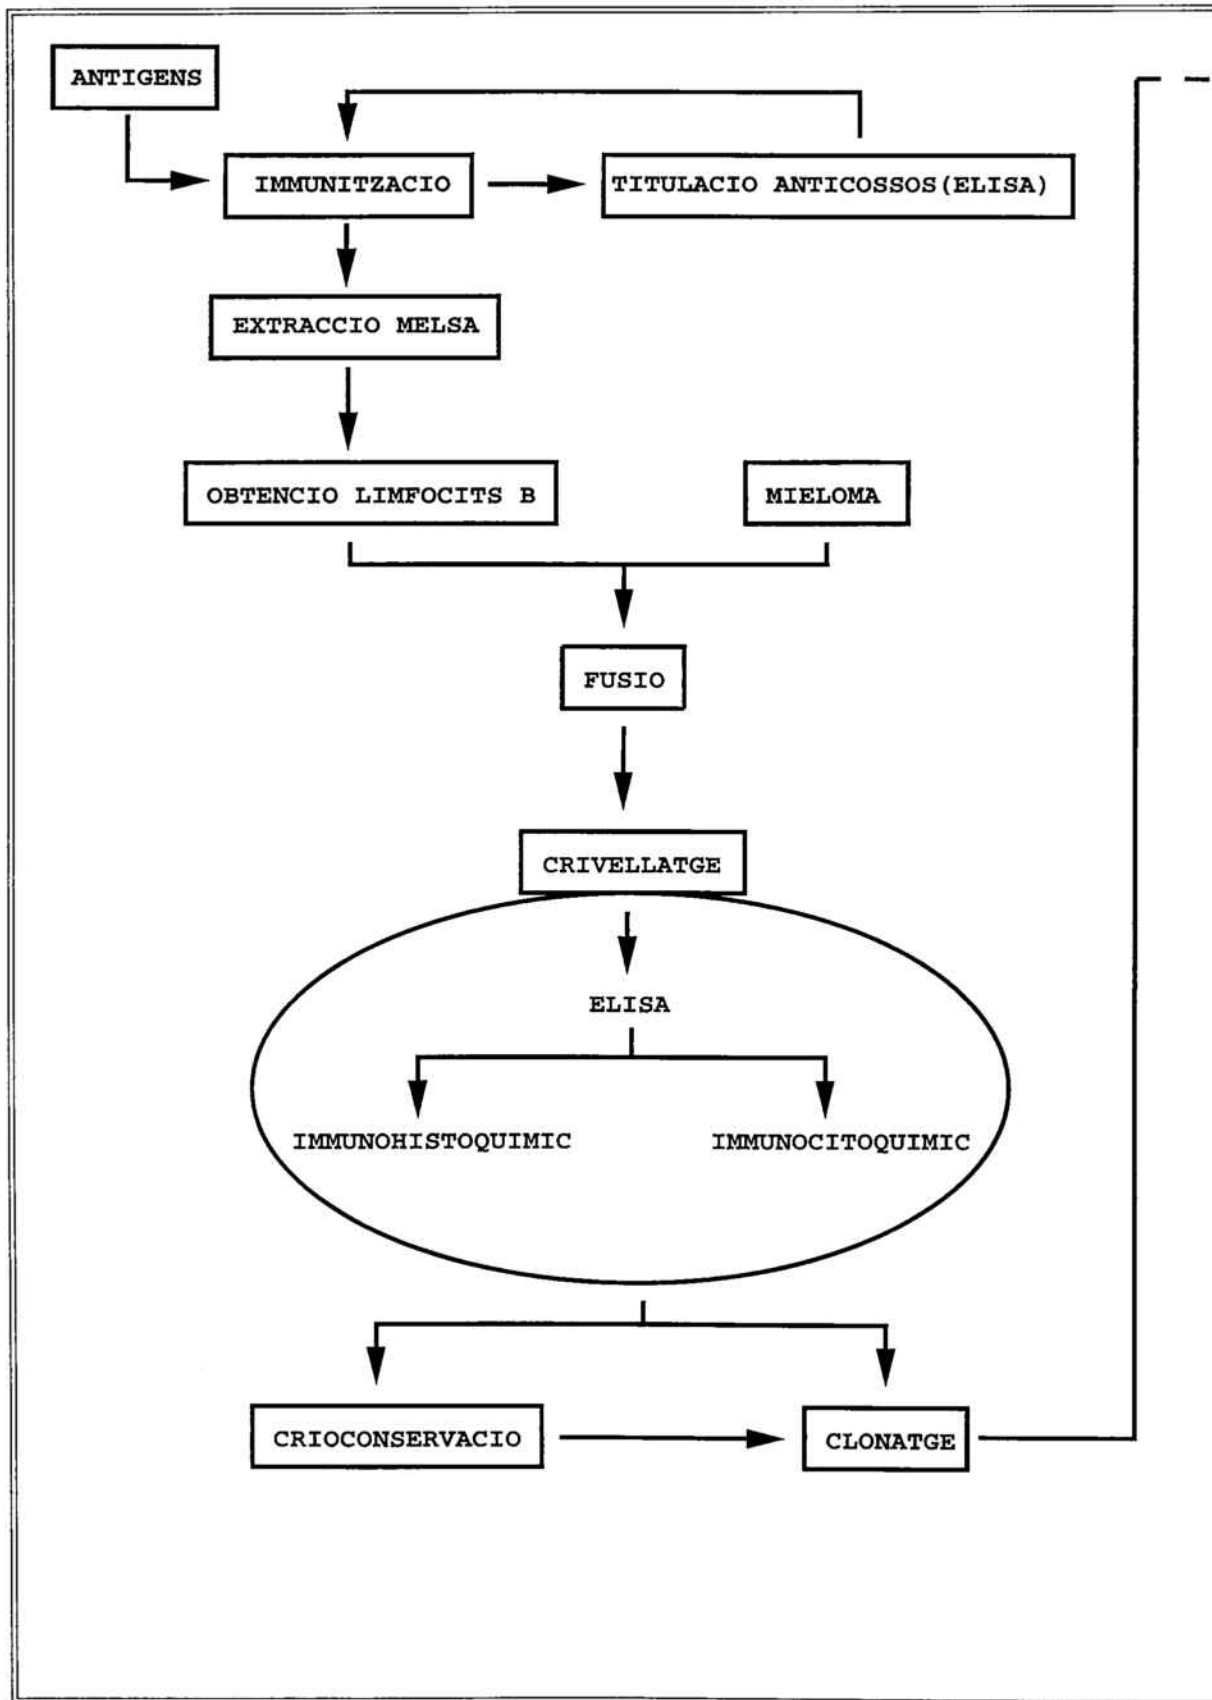 ANTIGENS
IMMUNITZACIO
TITULACIO ANTICOSSOS(ELISA)
EXTRACCIO MELSA
OBTENCIO LIMFOCITS B
MIELOMA
FUSIO
CRIVELLATGE
ELISA
IMMUNOHISTOQUIMIC
IMMUNOCITOQUIMIC
CRIOCONSERVACIO
CLONATGE